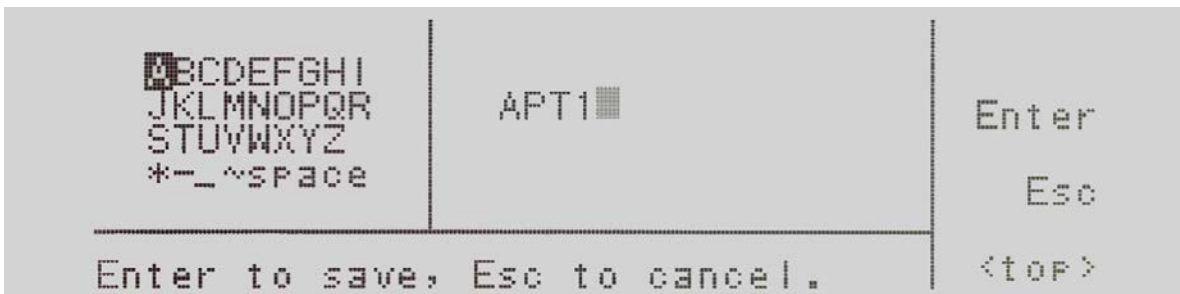 ABCDEFGHI
JKLMNOPQR
STUVWXYZ
*-_~space
APT1
Enter to save, Esc to cancel.
Enter
Esc
<top>